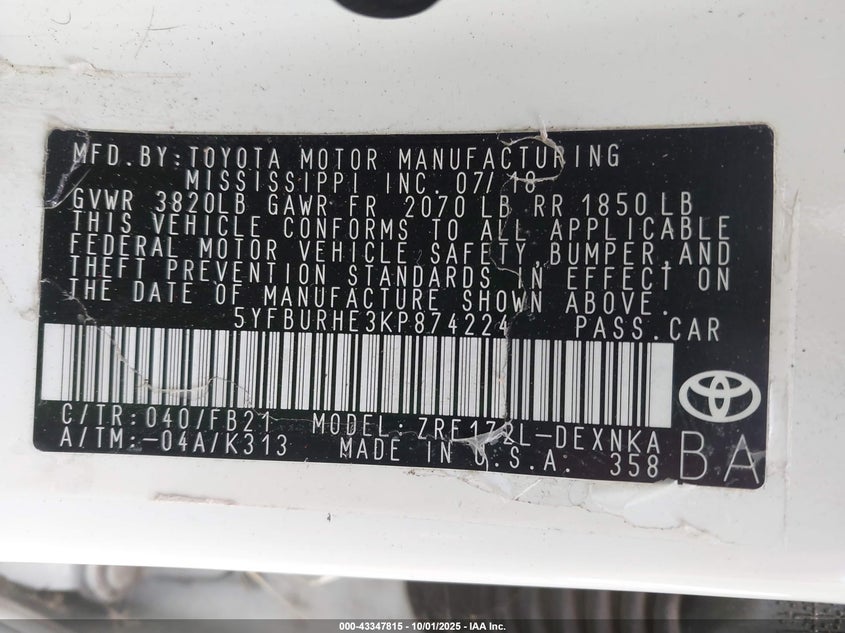 MFD.BY:TOYOTA MOTOR MANUFACTURING
MISSISSIPPI INC. 07/18
GVWR 3820LB GAWR FR 2070 LB RR 1850 LB
THIS VEHICLE CONFORMS TO ALL APPLICABLE
FEDERAL MOTOR VEHICLE SAFETY,BUMPER,AND
THEFT PREVENTION STANDARDS IN EFFECT ON
THE DATE OF MANUFACTURE SHOWN ABOVE.
5YFBURHE3KP874224 PASS.CAR
C/TR:040/FB21 MODEL:ZRE172L-DEXNKA
A/TM:-04A/K313 MADE IN U.S.A. 358
BA
000-43347815 - 10/01/2025 - IAA Inc.